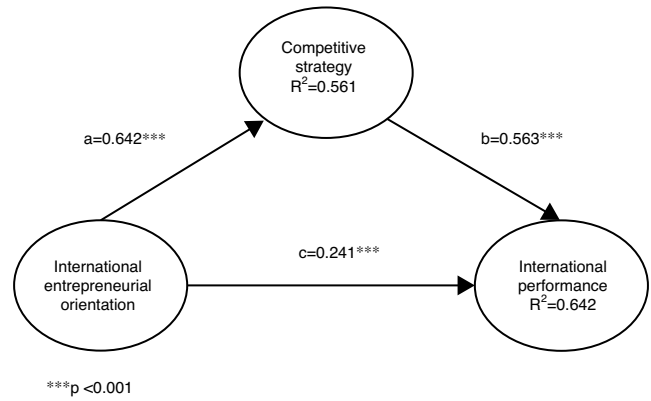 Competitive
strategy
R²=0.561
a=0.642***
b=0.563***
c=0.241***
International
entrepreneurial
orientation
International
performance
R²=0.642
***p <0.001